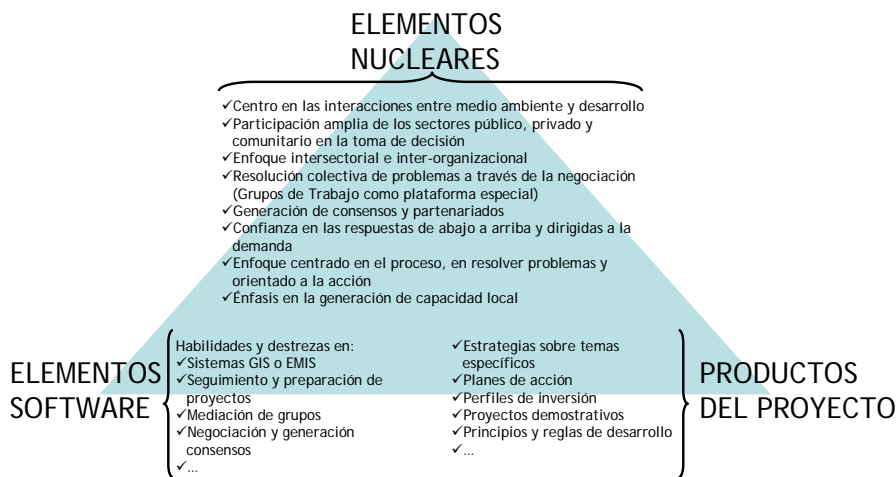 ELEMENTOS
NUCLEARES
✓Centro en las interacciones entre medio ambiente y desarrollo
✓Participación amplia de los sectores público, privado y
comunitario en la toma de decisión
✓Enfoque intersectorial e inter-organizacional
✓Resolución colectiva de problemas a través de la negociación
(Grupos de Trabajo como plataforma especial)
✓Generación de consensos y partenariados
✓Confianza en las respuestas de abajo a arriba y dirigidas a la
demanda
✓Enfoque centrado en el proceso, en resolver problemas y
orientado a la acción
✓Énfasis en la generación de capacidad local
ELEMENTOS
SOFTWARE
Habilidades y destrezas en:
✓Sistemas GIS o EMIS
✓Seguimiento y preparación de
proyectos
✓Mediación de grupos
✓Negociación y generación
consensos
✓...
✓Estrategias sobre temas
específicos
✓Planes de acción
✓Perfiles de inversión
✓Proyectos demostrativos
✓Principios y reglas de desarrollo
✓...
PRODUCTOS
DEL PROYECTO